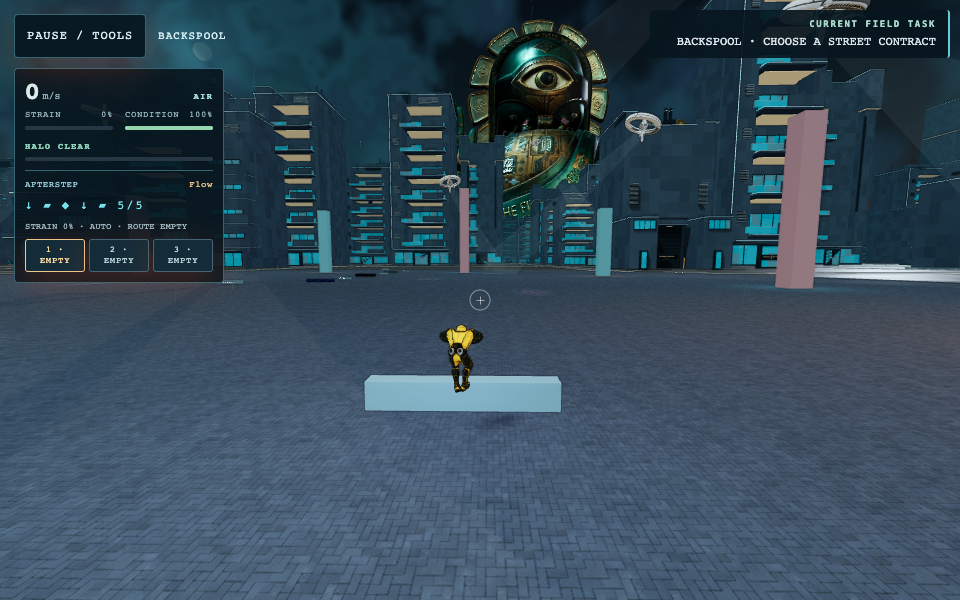 PAUSE / TOOLS
BACKSPOOL
CURRENT FIELD TASK
BACKSPOOL · CHOOSE A STREET CONTRACT
0 m/s
AIR
STRAIN 0%
CONDITION 100%
HALO CLEAR
AFTERSTEP
Flow
↓ ▰ ◆ ↓ ▰ 5/5
STRAIN 0% · AUTO · ROUTE EMPTY
1 ·
EMPTY
2 ·
EMPTY
3 ·
EMPTY